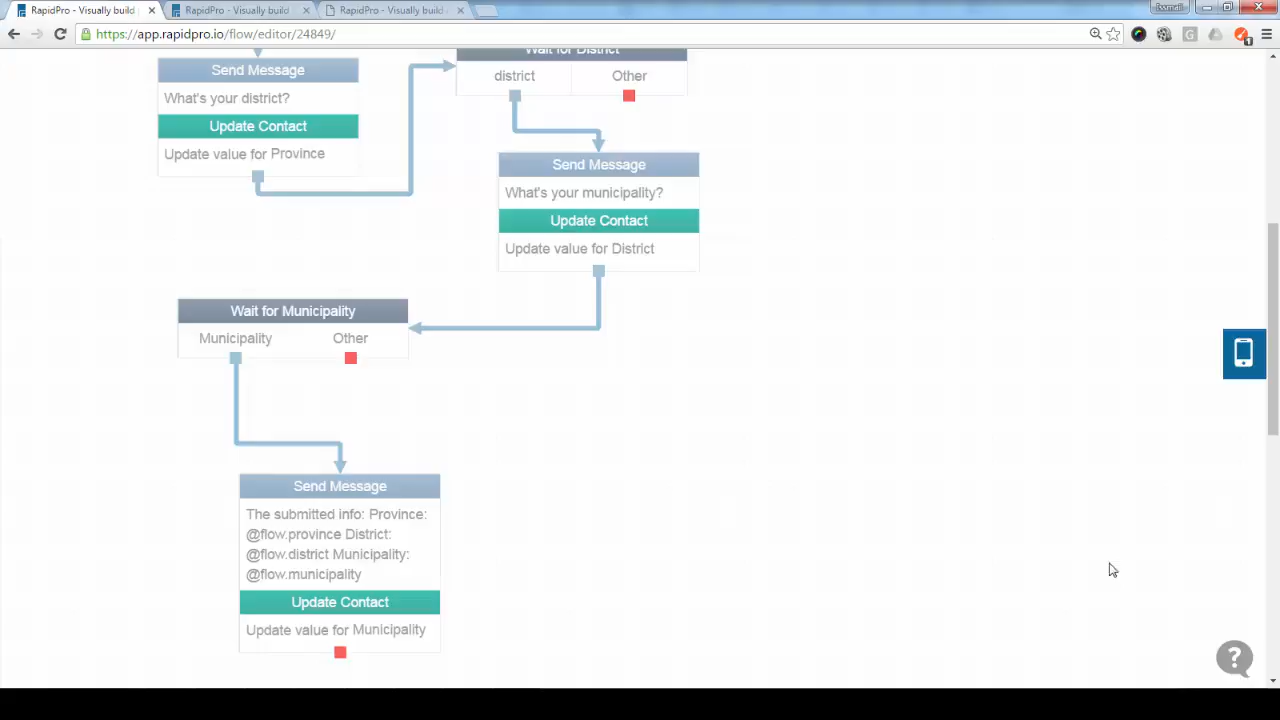 RapidPro - Visually build
RapidPro - Visually build
RapidPro - Visually build
Issmail
https://app.rapidpro.io/flow/editor/24849/
Wait for District
district
Other
Send Message
What's your district?
Update Contact
Update value for Province
Send Message
What's your municipality?
Update Contact
Update value for District
Wait for Municipality
Municipality
Other
Send Message
The submitted info: Province:
@flow.province District:
@flow.district Municipality:
@flow.municipality
Update Contact
Update value for Municipality
?